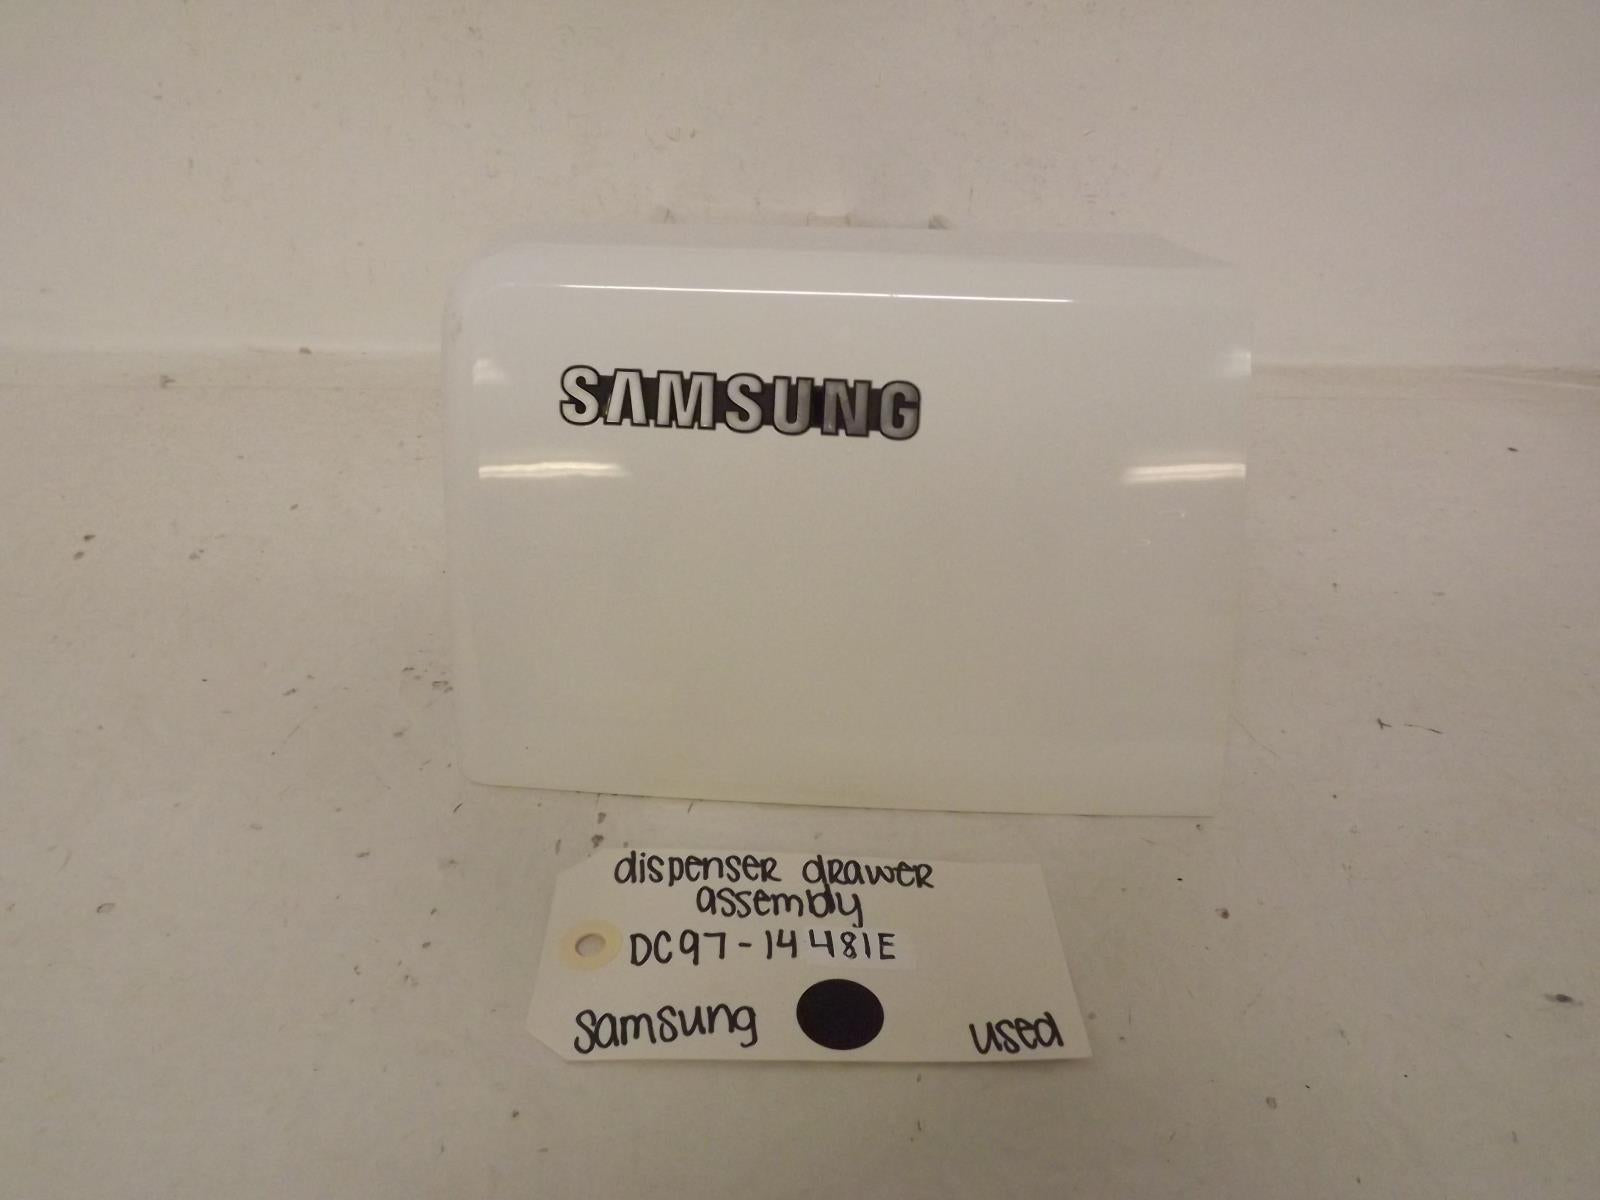 SAMSUNG
dispenser drawer
assembly
DC97-14481E
samsung
used